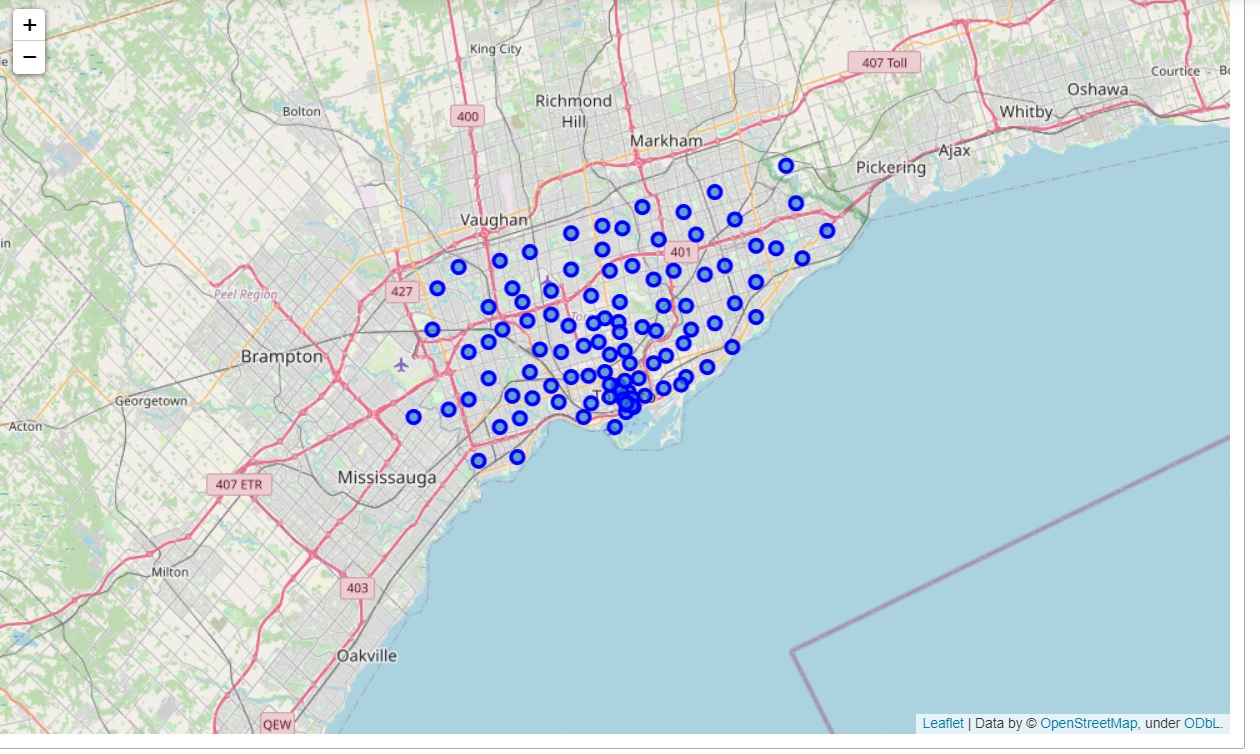 +
−
King City
407 Toll
Courtice
Oshawa
Richmond
Hill
Bolton
400
Whitby
Markham
Ajax
Pickering
Vaughan
401
427
Peel Region
Brampton
Georgetown
Acton
Mississauga
407 ETR
Milton
403
Oakville
QEW
Leaflet | Data by © OpenStreetMap, under ODbL.